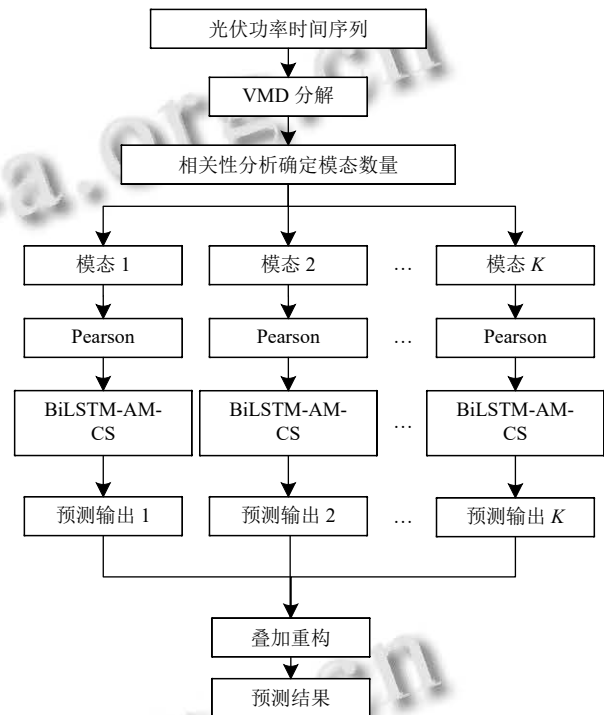 光伏功率时间序列
VMD 分解
相关性分析确定模态数量
模态 1
模态 2
…
模态 K
Pearson
Pearson
…
Pearson
BiLSTM-AM-
CS
BiLSTM-AM-
CS
…
BiLSTM-AM-
CS
预测输出 1
预测输出 2
…
预测输出 K
叠加重构
预测结果